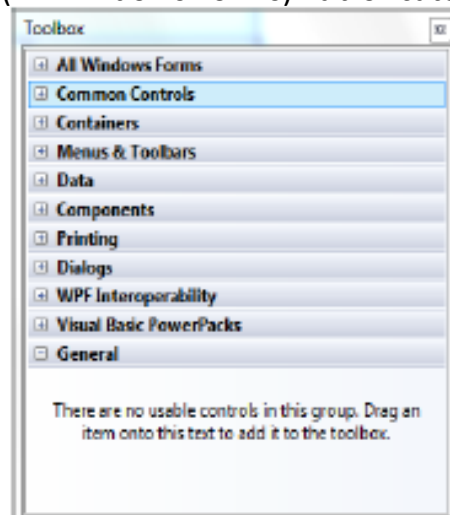 Toolbox
All Windows Forms
Common Controls
Containers
Menus & Toolbars
Data
Components
Printing
Dialogs
WPF Interoperability
Visual Basic PowerPacks
General
There are no usable controls in this group. Drag an
item onto this text to add it to the toolbox.